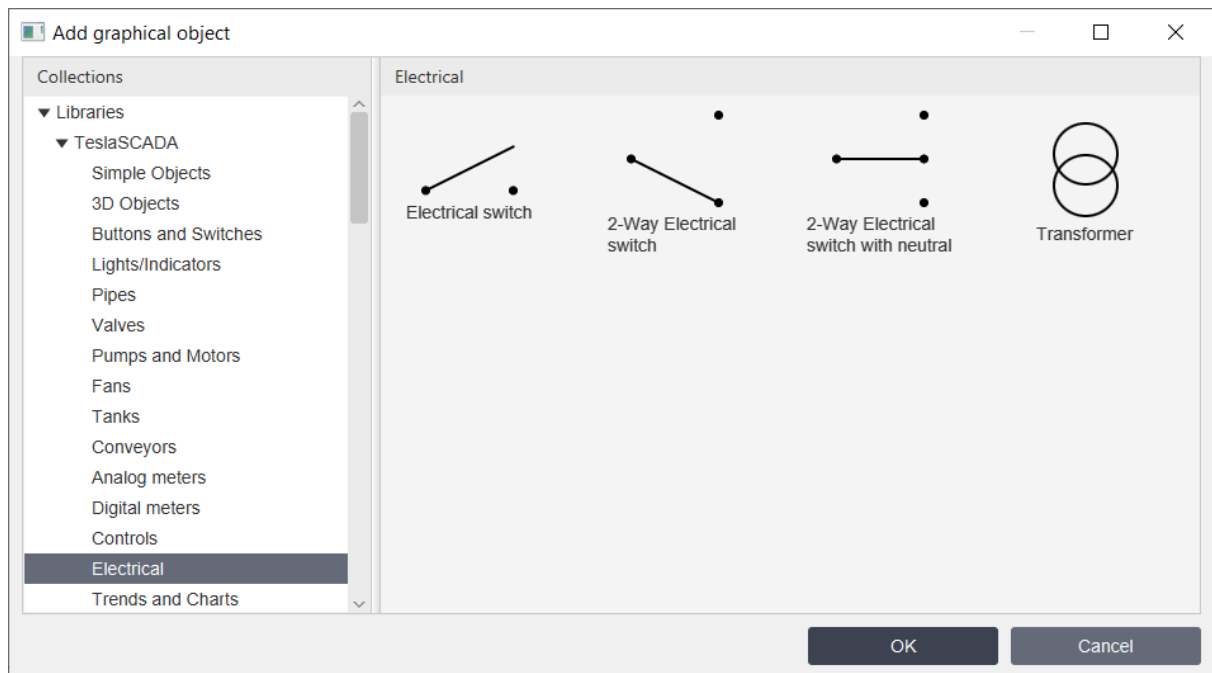 Add graphical object
Collections
Libraries
TeslaSCADA
Simple Objects
3D Objects
Buttons and Switches
Lights/Indicators
Pipes
Valves
Pumps and Motors
Fans
Tanks
Conveyors
Analog meters
Digital meters
Controls
Electrical
Trends and Charts
Electrical
Electrical switch
2-Way Electrical
switch
2-Way Electrical
switch with neutral
Transformer
OK
Cancel